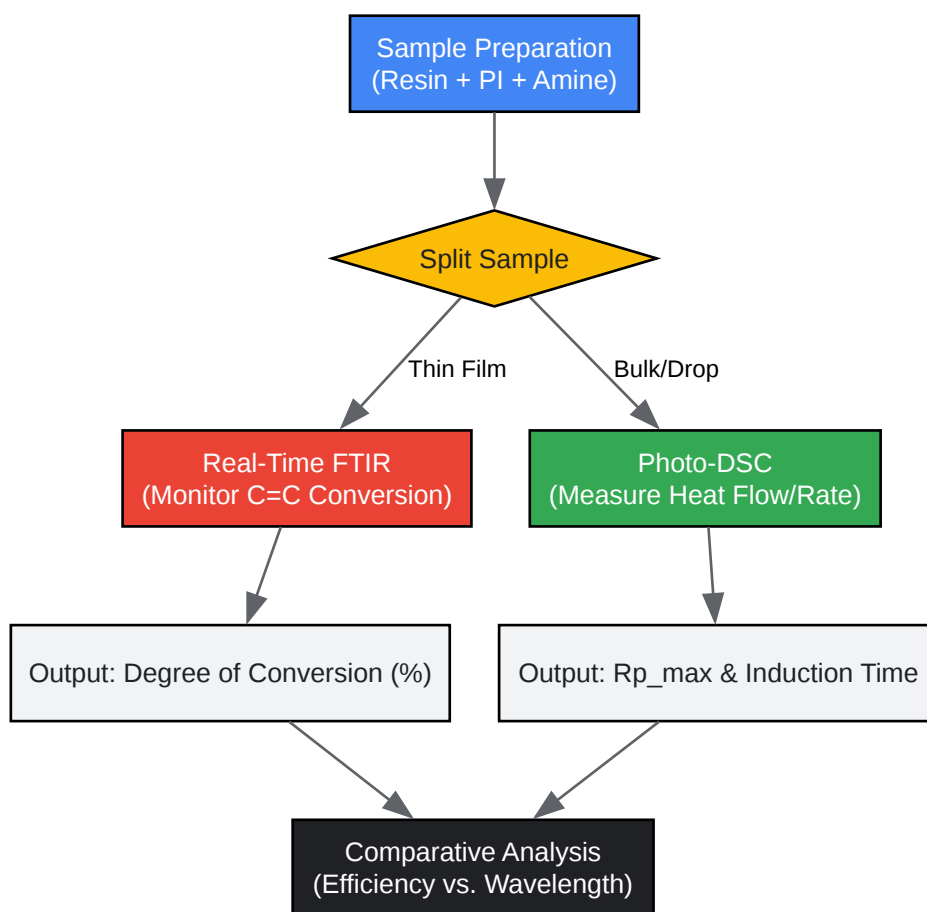 Sample Preparation
(Resin + PI + Amine)
Split Sample
Thin Film
Bulk/Drop
Real-Time FTIR
(Monitor C=C Conversion)
Photo-DSC
(Measure Heat Flow/Rate)
Output: Degree of Conversion (%)
Output: Rp_max & Induction Time
Comparative Analysis
(Efficiency vs. Wavelength)